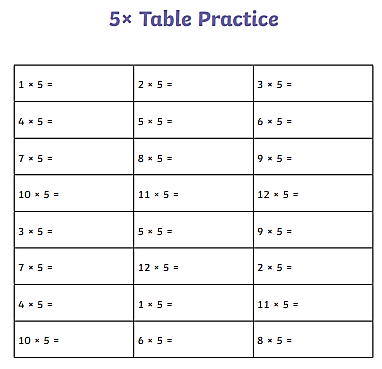 5× Table Practice
1 × 5 = 2 × 5 = 3 × 5 =
4 × 5 = 5 × 5 = 6 × 5 =
7 × 5 = 8 × 5 = 9 × 5 =
10 × 5 = 11 × 5 = 12 × 5 =
3 × 5 = 5 × 5 = 9 × 5 =
7 × 5 = 12 × 5 = 2 × 5 =
4 × 5 = 1 × 5 = 11 × 5 =
10 × 5 = 6 × 5 = 8 × 5 =